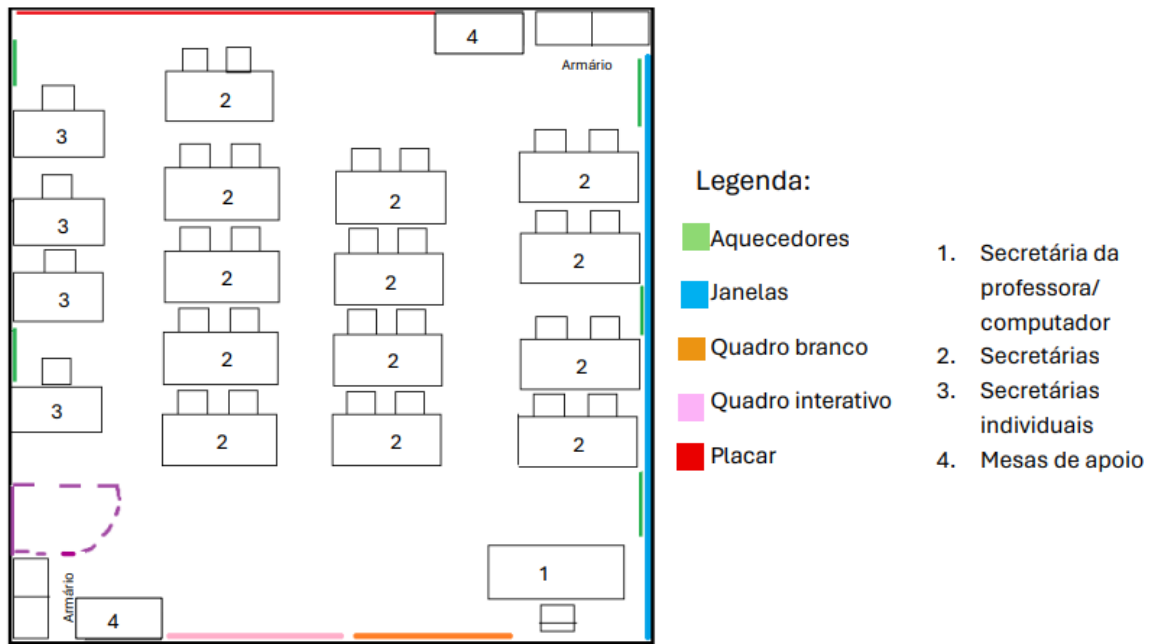 4
Armário
2
3
2
2
2
3
2
2
2
3
2
2
2
3
2
2
2
1
Armário
4
Legenda:
Aquecedores
Janelas
Quadro branco
Quadro interativo
Placar
1. Secretária da
professora/
computador
2. Secretárias
3. Secretárias
individuais
4. Mesas de apoio